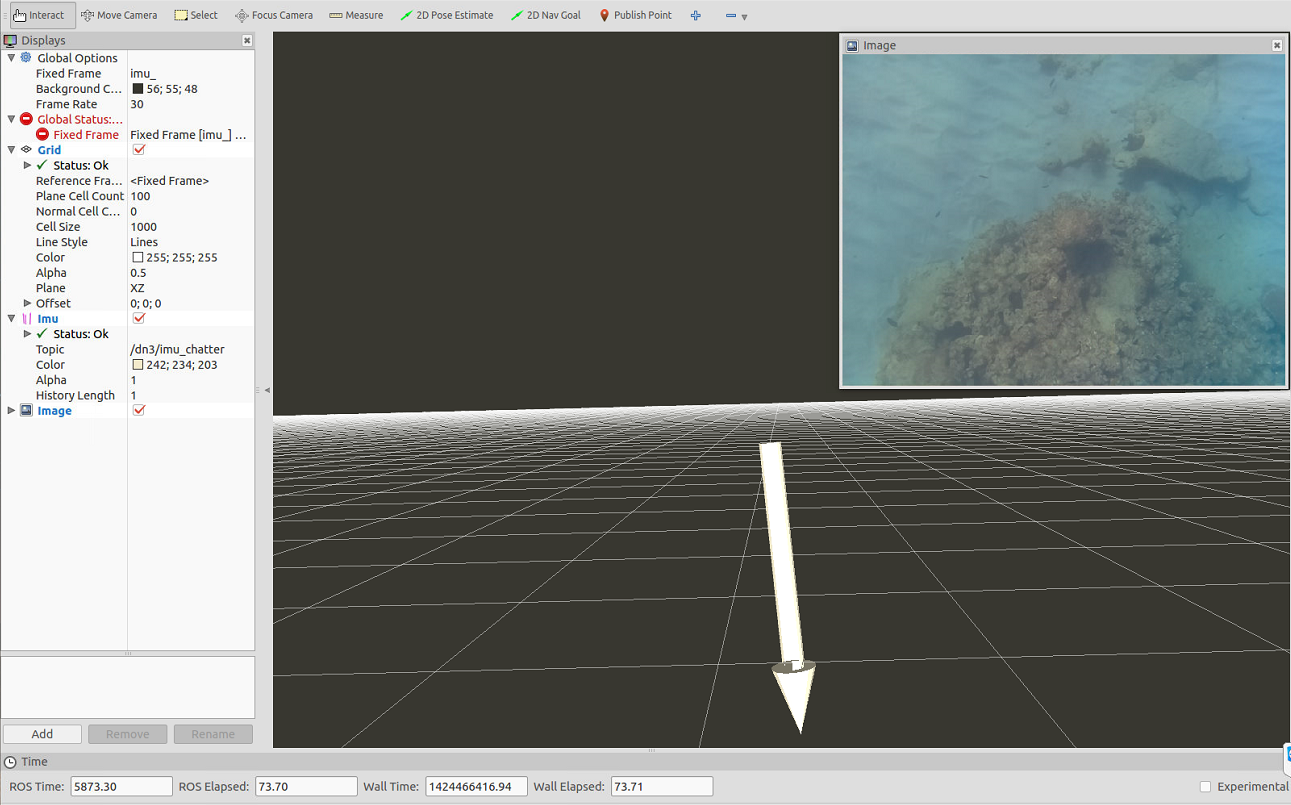 Interact Move Camera Select Focus Camera Measure 2D Pose Estimate 2D Nav Goal Publish Point
Displays
Global Options
Fixed Frame imu_
Background C... 56; 55; 48
Frame Rate 30
Global Status:...
Fixed Frame Fixed Frame [imu_] ...
Grid
Status: Ok
Reference Fra... <Fixed Frame>
Plane Cell Count 100
Normal Cell C... 0
Cell Size 1000
Line Style Lines
Color 255; 255; 255
Alpha 0.5
Plane XZ
Offset 0; 0; 0
Imu
Status: Ok
Topic /dn3/imu_chatter
Color 242; 234; 203
Alpha 1
History Length 1
Image
Image
Add Remove Rename
Time
ROS Time: 5873.30 ROS Elapsed: 73.70 Wall Time: 1424466416.94 Wall Elapsed: 73.71 Experimental